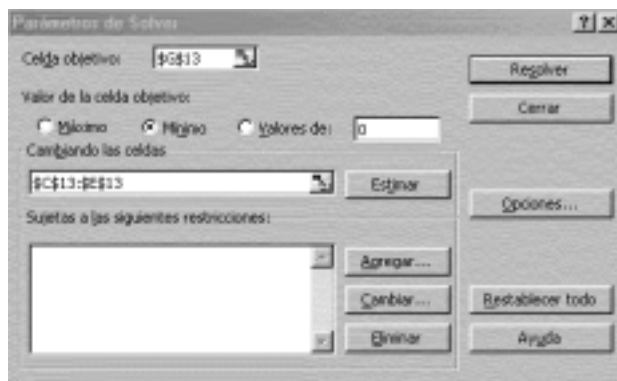 Parámetros de Solver
Celda objetivo: $G$13
Resolver
Valor de la celda objetivo:
Cerrar
Máximo Mínimo Valores de: 0
Cambiando las celdas
$C$13:$E$13 Estimar
Opciones...
Sujetas a las siguientes restricciones:
Agregar...
Cambiar... Restablecer todo
Eliminar Ayuda